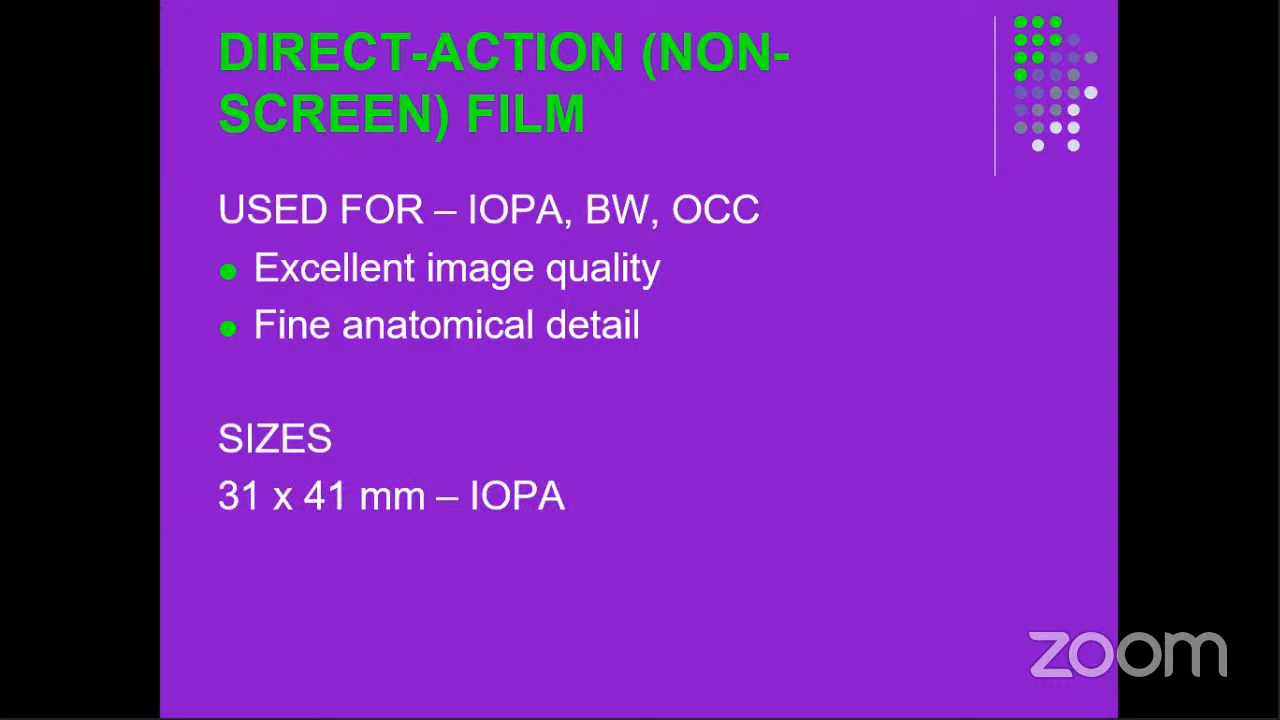 DIRECT-ACTION (NON-
SCREEN) FILM
USED FOR – IOPA, BW, OCC
Excellent image quality
Fine anatomical detail
SIZES
31 x 41 mm – IOPA
zoom